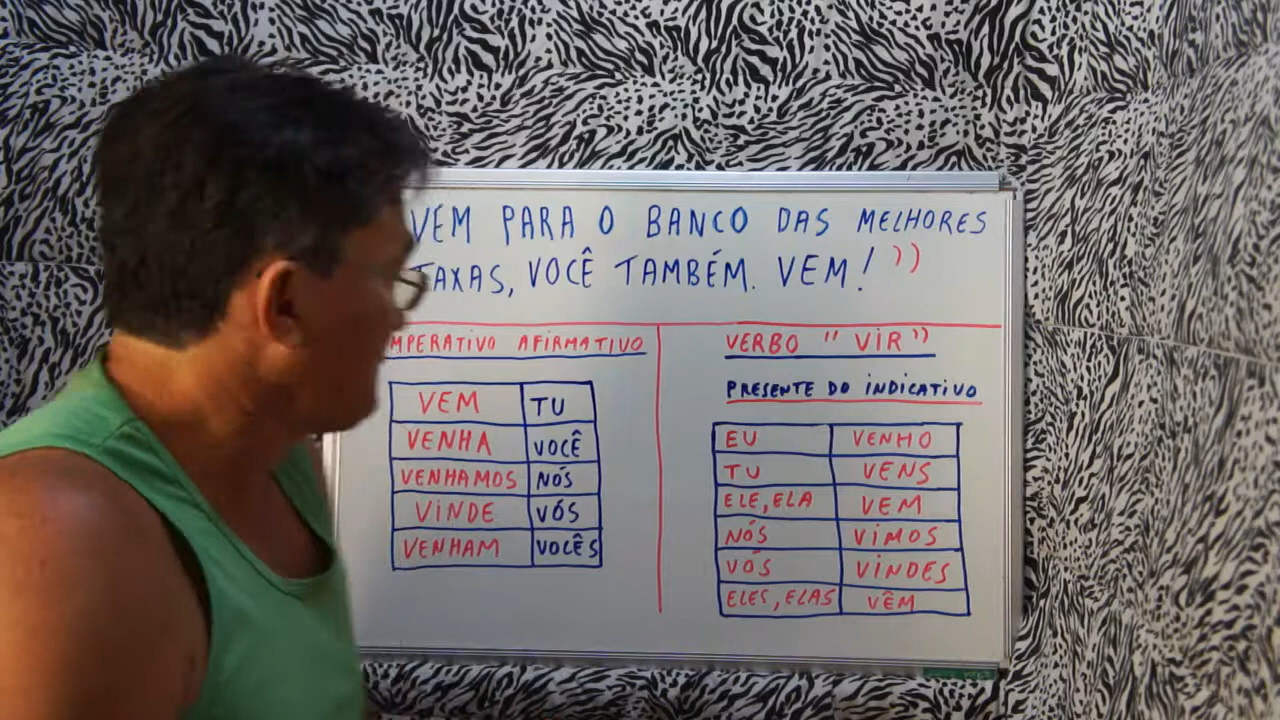 VEM PARA O BANCO DAS MELHORES
TAXAS, VOCÊ TAMBÉM. VEM! ))
MPERATIVO AFIRMATIVO
VEM TU
VENHA VOCÊ
VENHAMOS NÓS
VINDE VÓS
VENHAM VOCÊS
VERBO "VIR"
PRESENTE DO INDICATIVO
EU VENHO
TU VENS
ELE, ELA VEM
NÓS VIMOS
VÓS VINDES
ELES, ELAS VÊM